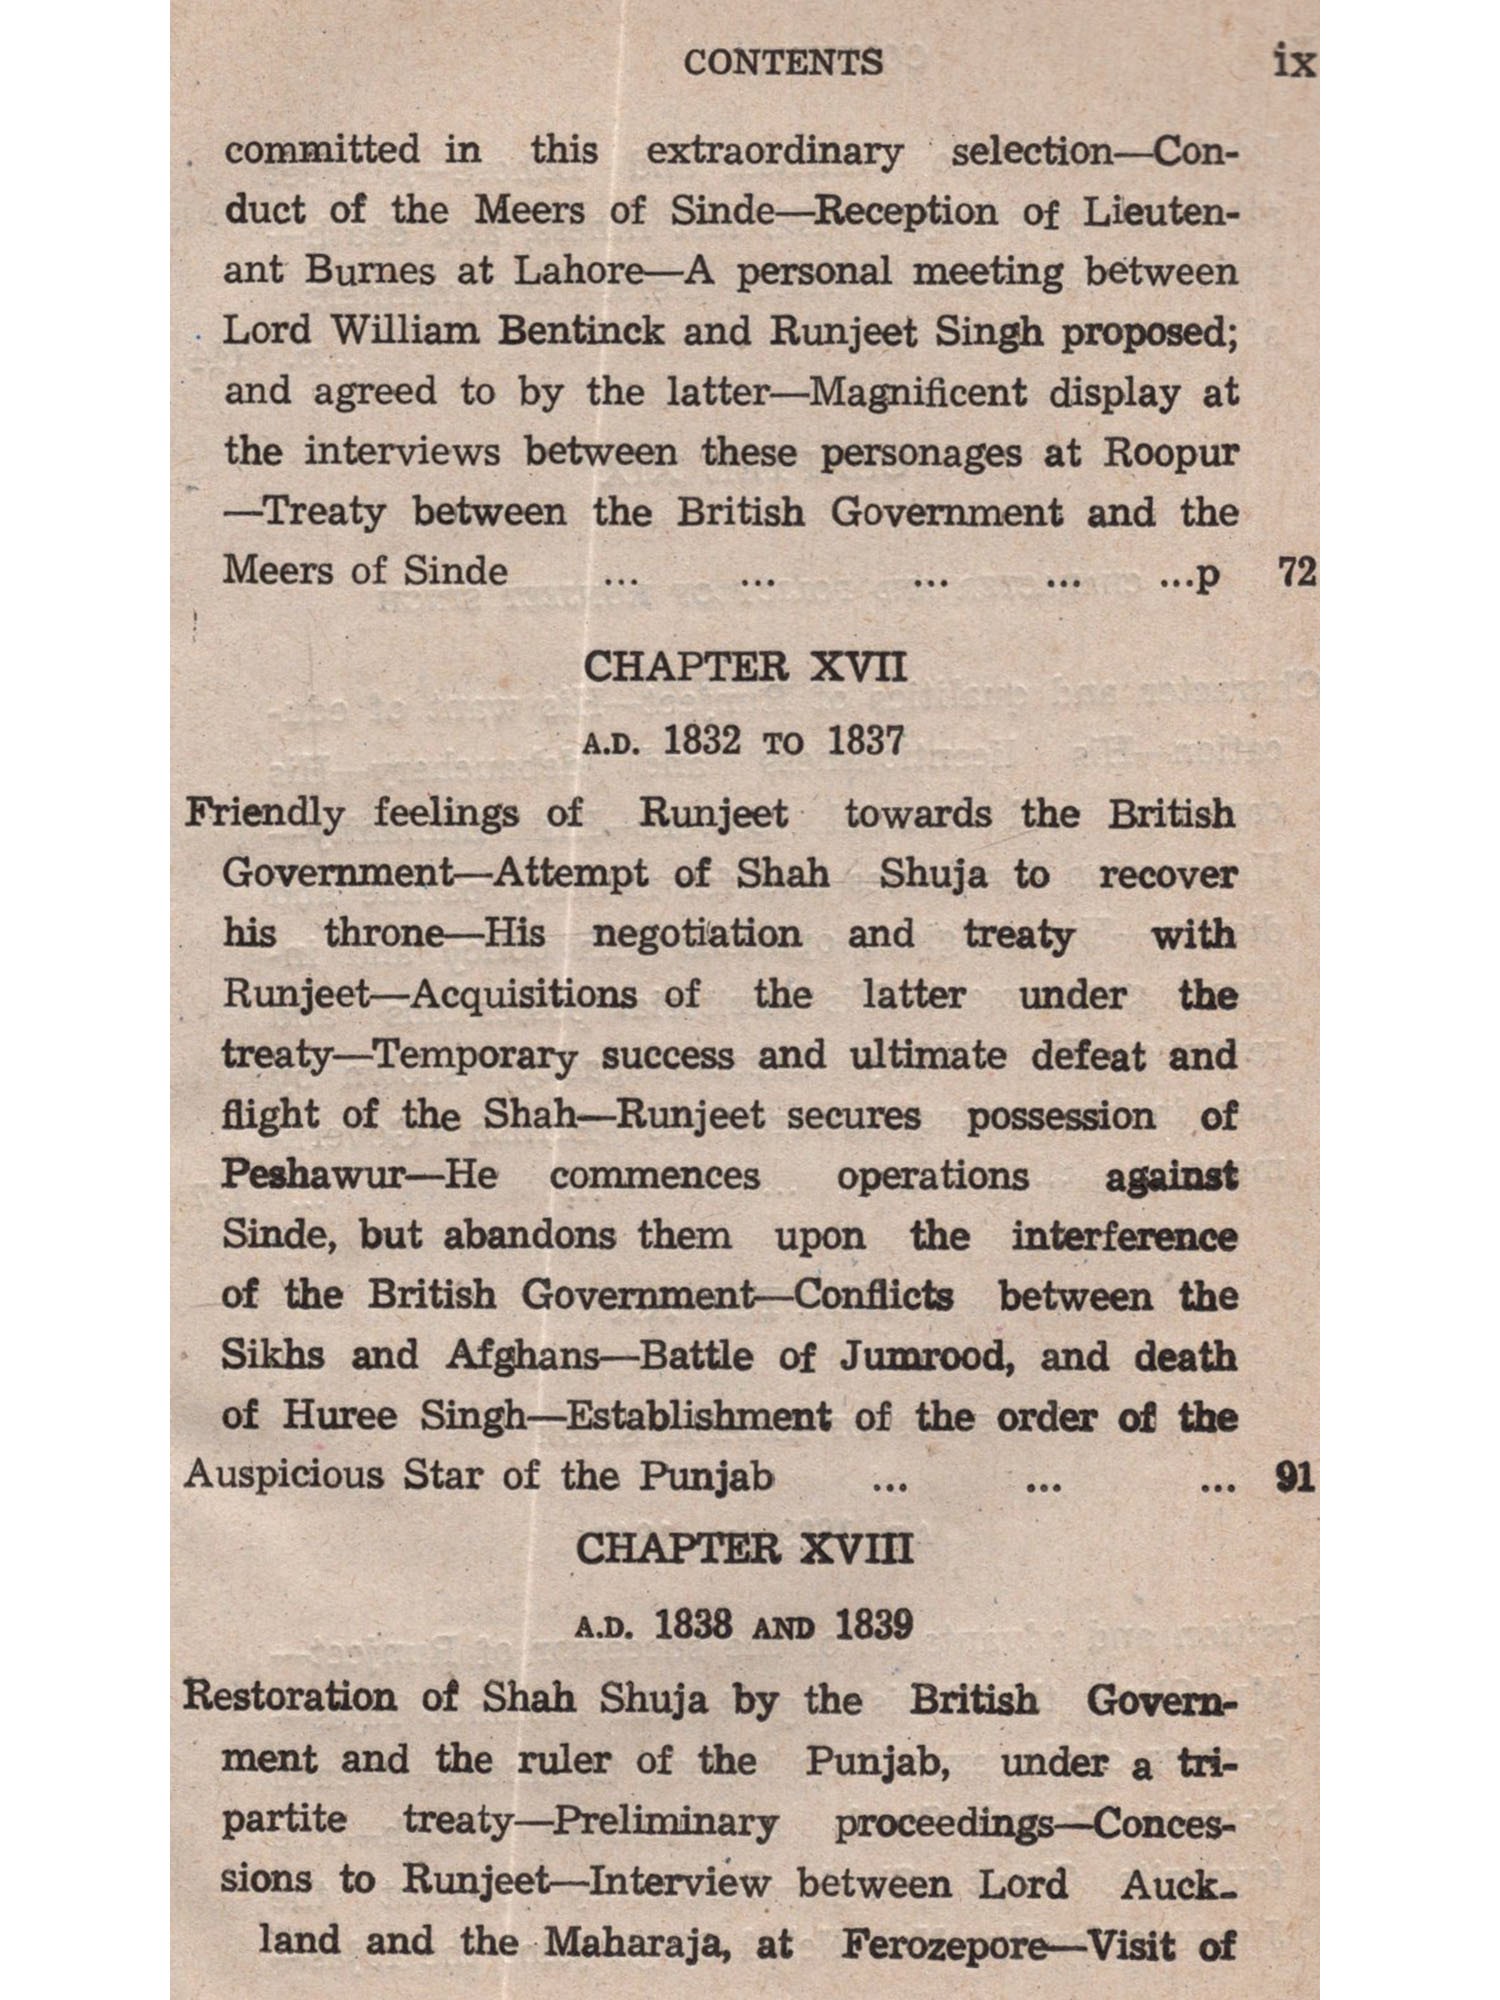 CONTENTS ix
committed in this extraordinary selection—Con-
duct of the Meers of Sinde—Reception of Lieuten-
ant Burnes at Lahore—A personal meeting between
Lord William Bentinck and Runjeet Singh proposed;
and agreed to by the latter—Magnificent display at
the interviews between these personages at Roopur
—Treaty between the British Government and the
Meers of Sinde ... ... ... ... ...p 72
CHAPTER XVII
A.D. 1832 TO 1837
Friendly feelings of Runjeet towards the British
Government—Attempt of Shah Shuja to recover
his throne—His negotiation and treaty with
Runjeet—Acquisitions of the latter under the
treaty—Temporary success and ultimate defeat and
flight of the Shah—Runjeet secures possession of
Peshawur—He commences operations against
Sinde, but abandons them upon the interference
of the British Government—Conflicts between the
Sikhs and Afghans—Battle of Jumrood, and death
of Huree Singh—Establishment of the order of the
Auspicious Star of the Punjab ... ... ... 91
CHAPTER XVIII
A.D. 1838 AND 1839
Restoration of Shah Shuja by the British Govern-
ment and the ruler of the Punjab, under a tri-
partite treaty—Preliminary proceedings—Conces-
sions to Runjeet—Interview between Lord Auck-
land and the Maharaja, at Ferozepore—Visit of